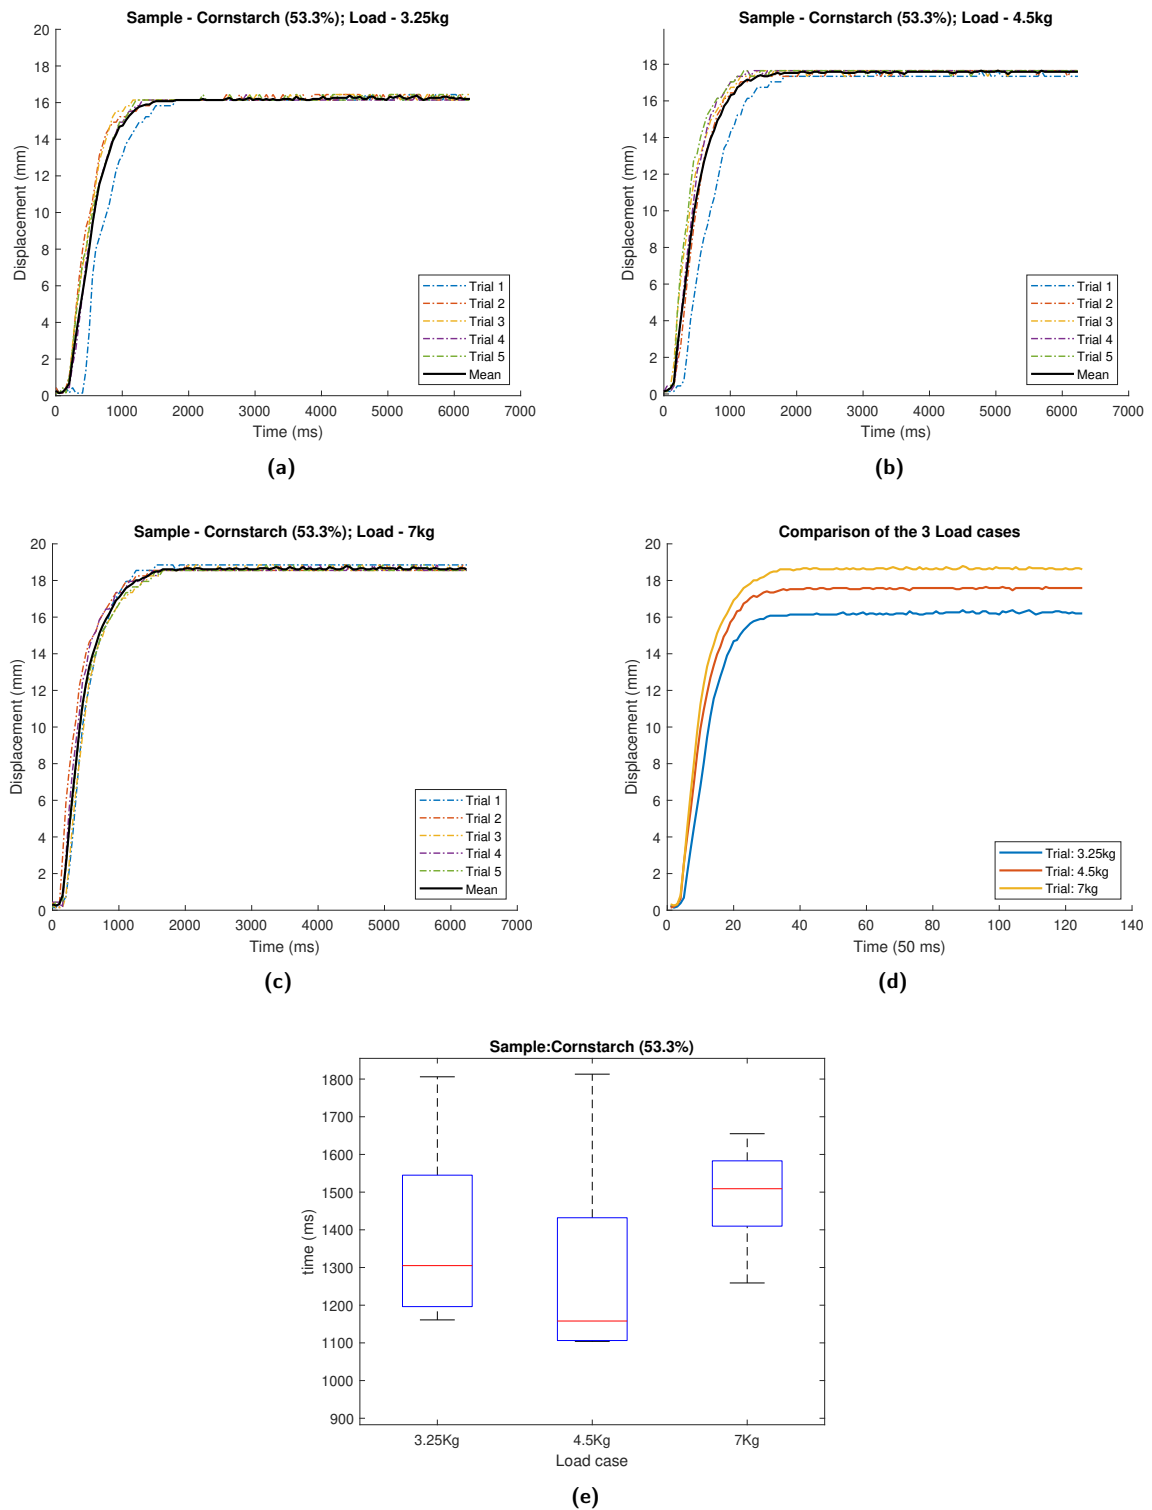 Sample - Cornstarch (53.3%); Load - 3.25kg
20
18
16
14
12
10
8
6
4
2
0
Displacement (mm)
Trial 1
Trial 2
Trial 3
Trial 4
Trial 5
Mean
0 1000 2000 3000 4000 5000 6000 7000
Time (ms)
(a)
Sample - Cornstarch (53.3%); Load - 4.5kg
18
16
14
12
10
8
6
4
2
0
Displacement (mm)
Trial 1
Trial 2
Trial 3
Trial 4
Trial 5
Mean
0 1000 2000 3000 4000 5000 6000 7000
Time (ms)
(b)
Sample - Cornstarch (53.3%); Load - 7kg
20
18
16
14
12
10
8
6
4
2
0
Displacement (mm)
Trial 1
Trial 2
Trial 3
Trial 4
Trial 5
Mean
0 1000 2000 3000 4000 5000 6000 7000
Time (ms)
(c)
Comparison of the 3 Load cases
20
18
16
14
12
10
8
6
4
2
0
Displacement (mm)
Trial: 3.25kg
Trial: 4.5kg
Trial: 7kg
0 20 40 60 80 100 120 140
Time (50 ms)
(d)
Sample:Cornstarch (53.3%)
1800
1700
1600
1500
1400
1300
1200
1100
1000
900
time (ms)
3.25Kg 4.5Kg 7Kg
Load case
(e)